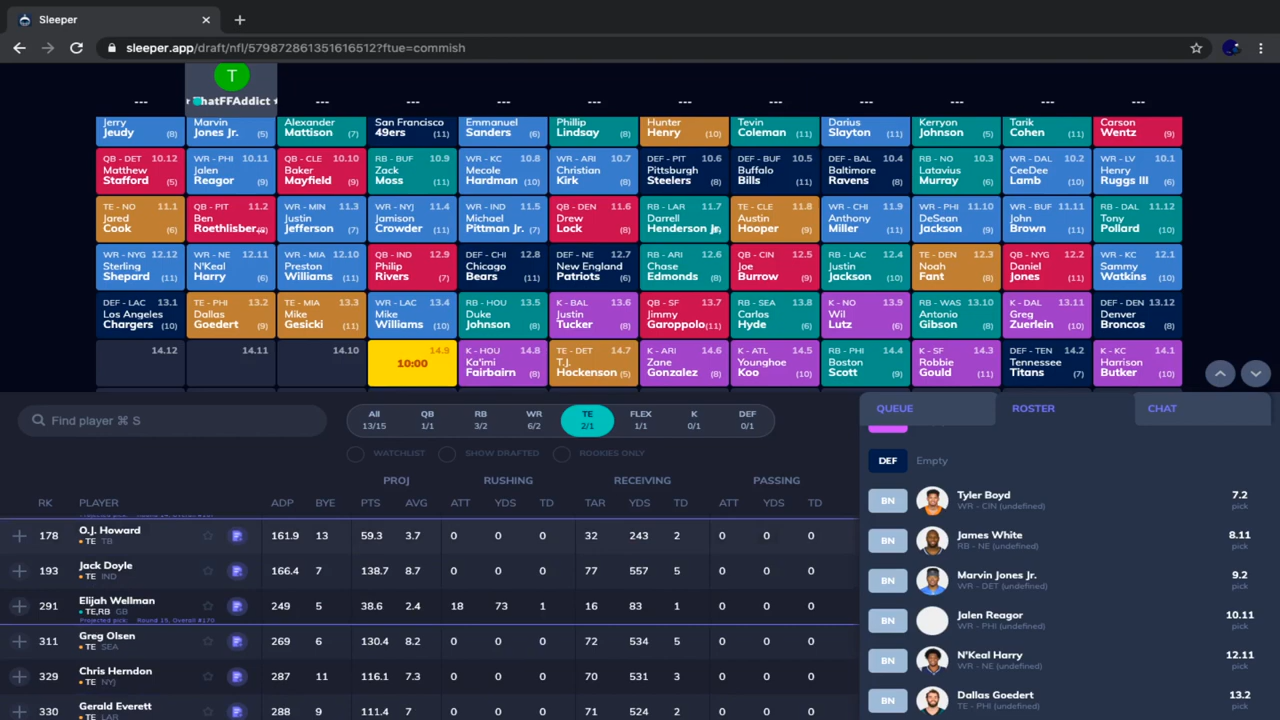 Sleeper
sleeper.app/draft/nfl/579872861351616512?ftue=commish
T
--- ThatFFAddict --- --- --- --- --- --- --- --- --- ---
Jerry Marvin Alexander San Francisco Emmanuel Phillip Hunter Tevin Darius Kerryon Tarik Carson
Jeudy (8) Jones Jr. (5) Mattison (7) 49ers (11) Sanders (6) Lindsay (8) Henry (10) Coleman (11) Slayton (11) Johnson (5) Cohen (11) Wentz (9)
QB - DET 10.12 WR - PHI 10.11 QB - CLE 10.10 RB - BUF 10.9 WR - KC 10.8 WR - ARI 10.7 DEF - PIT 10.6 DEF - BUF 10.5 DEF - BAL 10.4 RB - NO 10.3 WR - DAL 10.2 WR - LV 10.1
Matthew Jalen Baker Zack Mecole Christian Pittsburgh Buffalo Baltimore Latavius CeeDee Henry
Stafford (5) Reagor (9) Mayfield (9) Moss (11) Hardman (10) Kirk (8) Steelers (8) Bills (11) Ravens (8) Murray (6) Lamb (10) Ruggs III (6)
TE - NO 11.1 QB - PIT 11.2 WR - MIN 11.3 WR - NYJ 11.4 WR - IND 11.5 QB - DEN 11.6 RB - LAR 11.7 TE - CLE 11.8 WR - CHI 11.9 WR - PHI 11.10 WR - BUF 11.11 RB - DAL 11.12
Jared Ben Justin Jamison Michael Drew Darrell Austin Anthony DeSean John Tony
Cook (6) Roethlisber... Jefferson (7) Crowder (11) Pittman Jr. (7) Lock (8) Henderson Jr. Hooper (9) Miller (11) Jackson (9) Brown (11) Pollard (10)
WR - NYG 12.12 WR - NE 12.11 WR - MIA 12.10 QB - IND 12.9 DEF - CHI 12.8 DEF - NE 12.7 RB - ARI 12.6 QB - CIN 12.5 RB - LAC 12.4 TE - DEN 12.3 QB - NYG 12.2 WR - KC 12.1
Sterling N'Keal Preston Philip Chicago New England Chase Joe Justin Noah Daniel Sammy
Shepard (11) Harry (6) Williams (11) Rivers (7) Bears (11) Patriots (6) Edmonds (8) Burrow (9) Jackson (10) Fant (8) Jones (11) Watkins (10)
DEF - LAC 13.1 TE - PHI 13.2 TE - MIA 13.3 WR - LAC 13.4 RB - HOU 13.5 K - BAL 13.6 QB - SF 13.7 RB - SEA 13.8 K - NO 13.9 RB - WAS 13.10 K - DAL 13.11 DEF - DEN 13.12
Los Angeles Dallas Mike Mike Duke Justin Jimmy Carlos Wil Antonio Greg Denver
Chargers (10) Goedert (9) Gesicki (11) Williams (10) Johnson (8) Tucker (8) Garoppolo (11) Hyde (6) Lutz (6) Gibson (8) Zuerlein (10) Broncos (8)
14.12 14.11 14.10 14.9 K - HOU 14.8 TE - DET 14.7 K - ARI 14.6 K - ATL 14.5 RB - PHI 14.4 K - SF 14.3 DEF - TEN 14.2 K - KC 14.1
10:00 Ka'imi T.J. Zane Younghoe Boston Robbie Tennessee Harrison
Fairbairn (8) Hockenson (5) Gonzalez (8) Koo (10) Scott (9) Gould (11) Titans (7) Butker (10)
Find player ⌘ S
All QB RB WR TE FLEX K DEF
13/15 1/1 3/2 6/2 2/1 1/1 0/1 0/1
WATCHLIST SHOW DRAFTED ROOKIES ONLY
PROJ RUSHING RECEIVING PASSING
RK PLAYER ADP BYE PTS AVG ATT YDS TD TAR YDS TD ATT YDS TD
178 O.J. Howard 161.9 13 59.3 3.7 0 0 0 32 243 2 0 0 0
TE TB
193 Jack Doyle 166.4 7 138.7 8.7 0 0 0 77 557 5 0 0 0
TE IND
291 Elijah Wellman 249 5 38.6 2.4 18 73 1 16 83 1 0 0 0
TE,RB GB
Projected pick: Round 15, Overall #170
311 Greg Olsen 269 6 130.4 8.2 0 0 0 72 534 5 0 0 0
TE SEA
329 Chris Herndon 287 11 116.1 7.3 0 0 0 70 531 3 0 0 0
TE NYJ
330 Gerald Everett 288 9 111.4 7 0 0 0 71 524 2 0 0 0
TE LAR
QUEUE ROSTER CHAT
DEF Empty
BN Tyler Boyd 7.2
WR - CIN (undefined) pick
BN James White 8.11
RB - NE (undefined) pick
BN Marvin Jones Jr. 9.2
WR - DET (undefined) pick
BN Jalen Reagor 10.11
WR - PHI (undefined) pick
BN N'Keal Harry 12.11
WR - NE (undefined) pick
BN Dallas Goedert 13.2
TE - PHI (undefined) pick